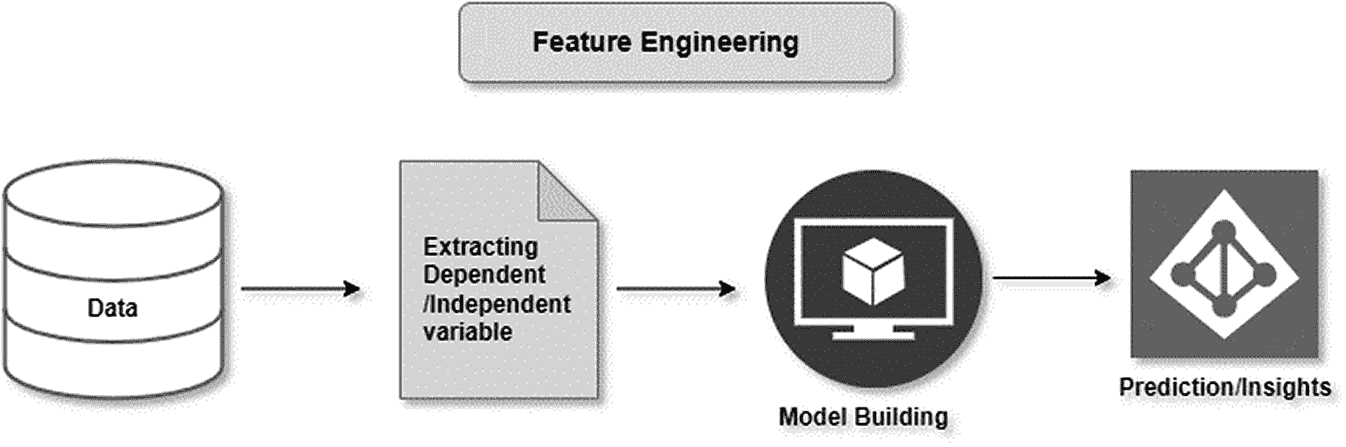 Feature Engineering
Data
Extracting
Dependent
/Independent
variable
Model Building
Prediction/Insights